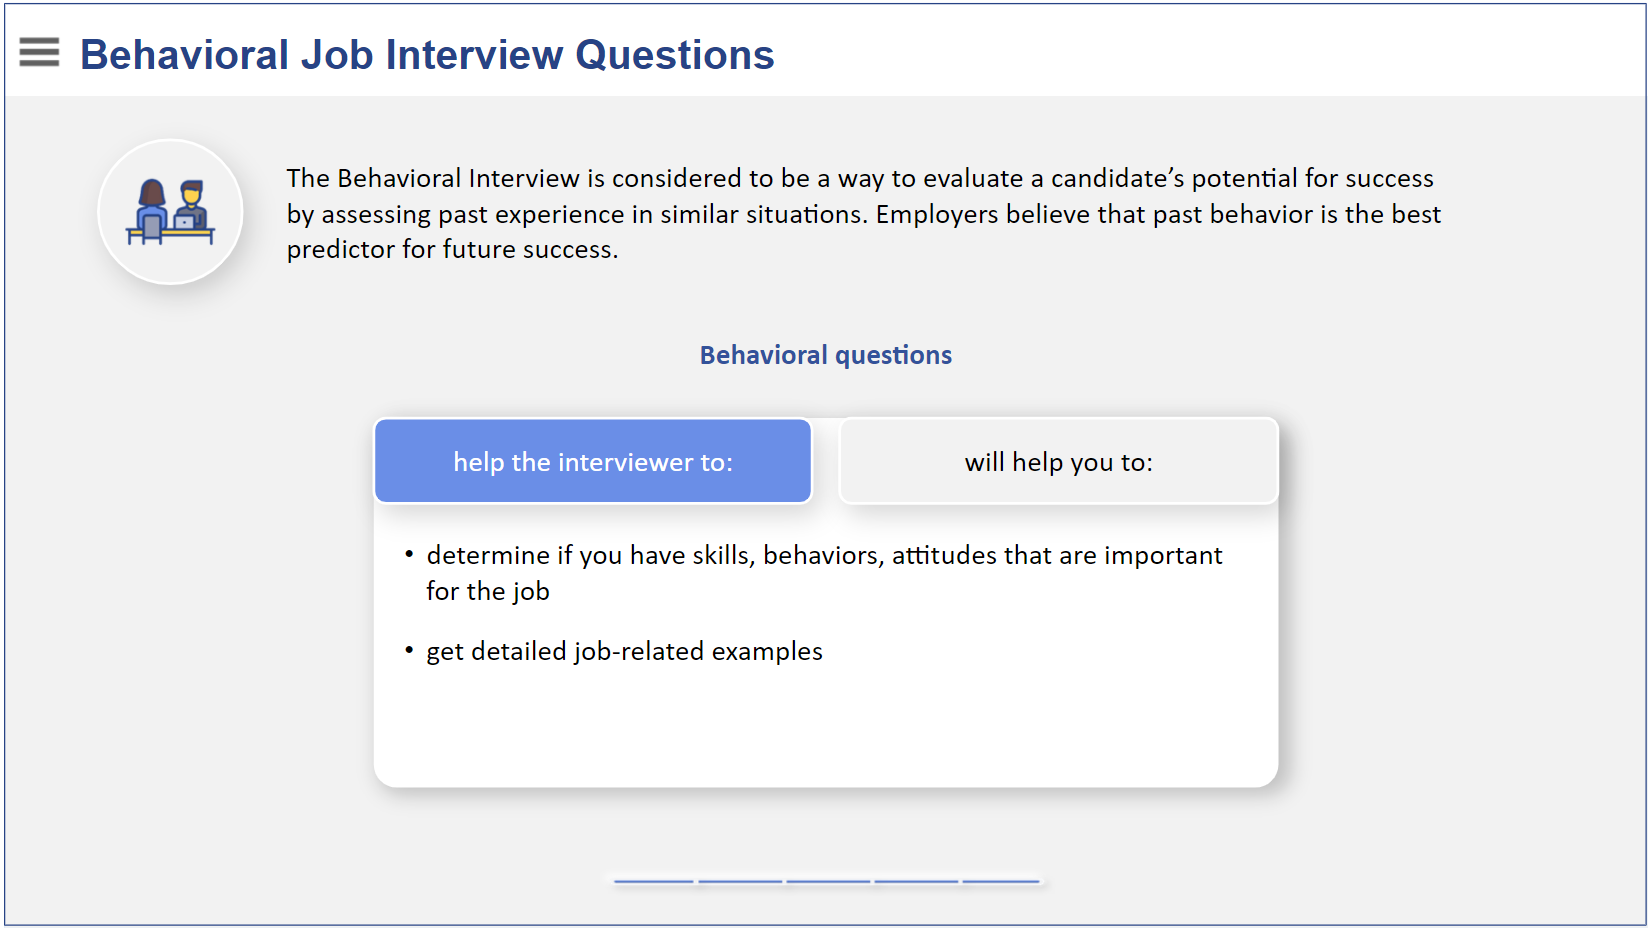 Behavioral Job Interview Questions
The Behavioral Interview is considered to be a way to evaluate a candidate’s potential for success
by assessing past experience in similar situations. Employers believe that past behavior is the best
predictor for future success.
Behavioral questions
help the interviewer to:
will help you to:
• determine if you have skills, behaviors, attitudes that are important
for the job
• get detailed job-related examples